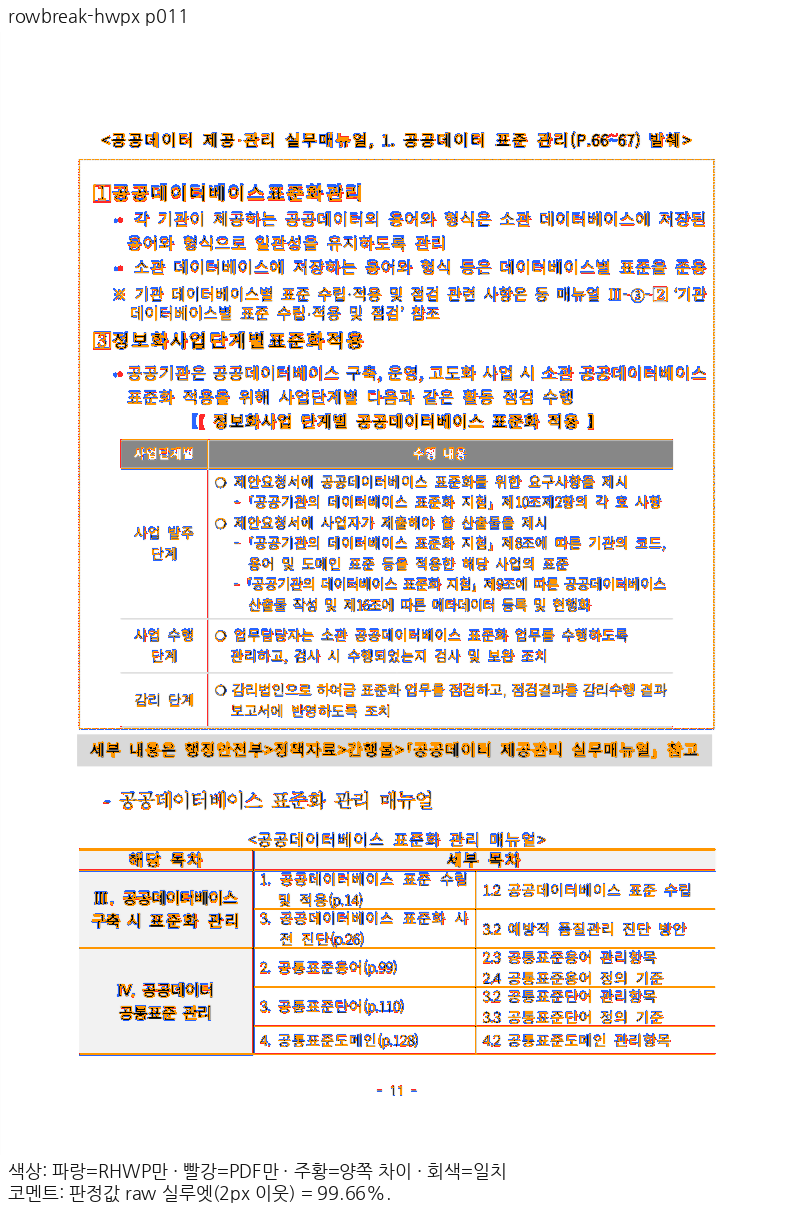 rowbreak-hwpx p011
<공공데이터 제공·관리 실무매뉴얼, 1. 공공데이터 표준 관리(P.66~67) 발췌>
1 공공데이터베이스표준화관리
각 기관이 제공하는 공공데이터의 용어와 형식은 소관 데이터베이스에 저장된
용어와 형식으로 일관성을 유지하도록 관리
소관 데이터베이스에 저장하는 용어와 형식 등은 데이터베이스별 표준을 준용
※ 기관 데이터베이스별 표준 수립·적용 및 점검 관련 사항은 동 매뉴얼 Ⅲ-③-2 ‘기관
데이터베이스별 표준 수립·적용 및 점검’ 참조
3 정보화사업단계별표준화적용
공공기관은 공공데이터베이스 구축, 운영, 고도화 사업 시 소관 공공데이터베이스
표준화 적용을 위해 사업단계별 다음과 같은 활동 점검 수행
【 정보화사업 단계별 공공데이터베이스 표준화 적용 】
사업단계별 수행 내용
사업 발주 단계
❍ 제안요청서에 공공데이터베이스 표준화를 위한 요구사항을 제시
- 「공공기관의 데이터베이스 표준화 지침」 제10조제2항의 각 호 사항
❍ 제안요청서에 사업자가 제출해야 할 산출물을 제시
- 「공공기관의 데이터베이스 표준화 지침」 제8조에 따른 기관의 코드,
용어 및 도메인 표준 등을 적용한 해당 사업의 표준
- 「공공기관의 데이터베이스 표준화 지침」 제9조에 따른 공공데이터베이스
산출물 작성 및 제16조에 따른 메타데이터 등록 및 현행화
사업 수행 단계
❍ 업무담당자는 소관 공공데이터베이스 표준화 업무를 수행하도록
관리하고, 검사 시 수행되었는지 검사 및 보완 조치
감리 단계
❍ 감리법인으로 하여금 표준화 업무를 점검하고, 점검결과를 감리수행 결과
보고서에 반영하도록 조치
세부 내용은 행정안전부>정책자료>간행물>「공공데이터 제공관리 실무매뉴얼」 참고
- 공공데이터베이스 표준화 관리 매뉴얼
<공공데이터베이스 표준화 관리 매뉴얼>
해당 목차 세부 목차
Ⅲ. 공공데이터베이스
구축 시 표준화 관리
1. 공공데이터베이스 표준 수립
및 적용(p.14)
1.2 공공데이터베이스 표준 수립
3. 공공데이터베이스 표준화 사
전 진단(p.26)
3.2 예방적 품질관리 진단 방안
Ⅳ. 공공데이터
공통표준 관리
2. 공통표준용어(p.99)
2.3 공통표준용어 관리항목
2.4 공통표준용어 정의 기준
3. 공통표준단어(p.110)
3.2 공통표준단어 관리항목
3.3 공통표준단어 정의 기준
4. 공통표준도메인(p.128)
4.2 공통표준도메인 관리항목
- 11 -
색상: 파랑=RHWP만 · 빨강=PDF만 · 주황=양쪽 차이 · 회색=일치
코멘트: 판정값 raw 실루엣(2px 이웃) = 99.66%.